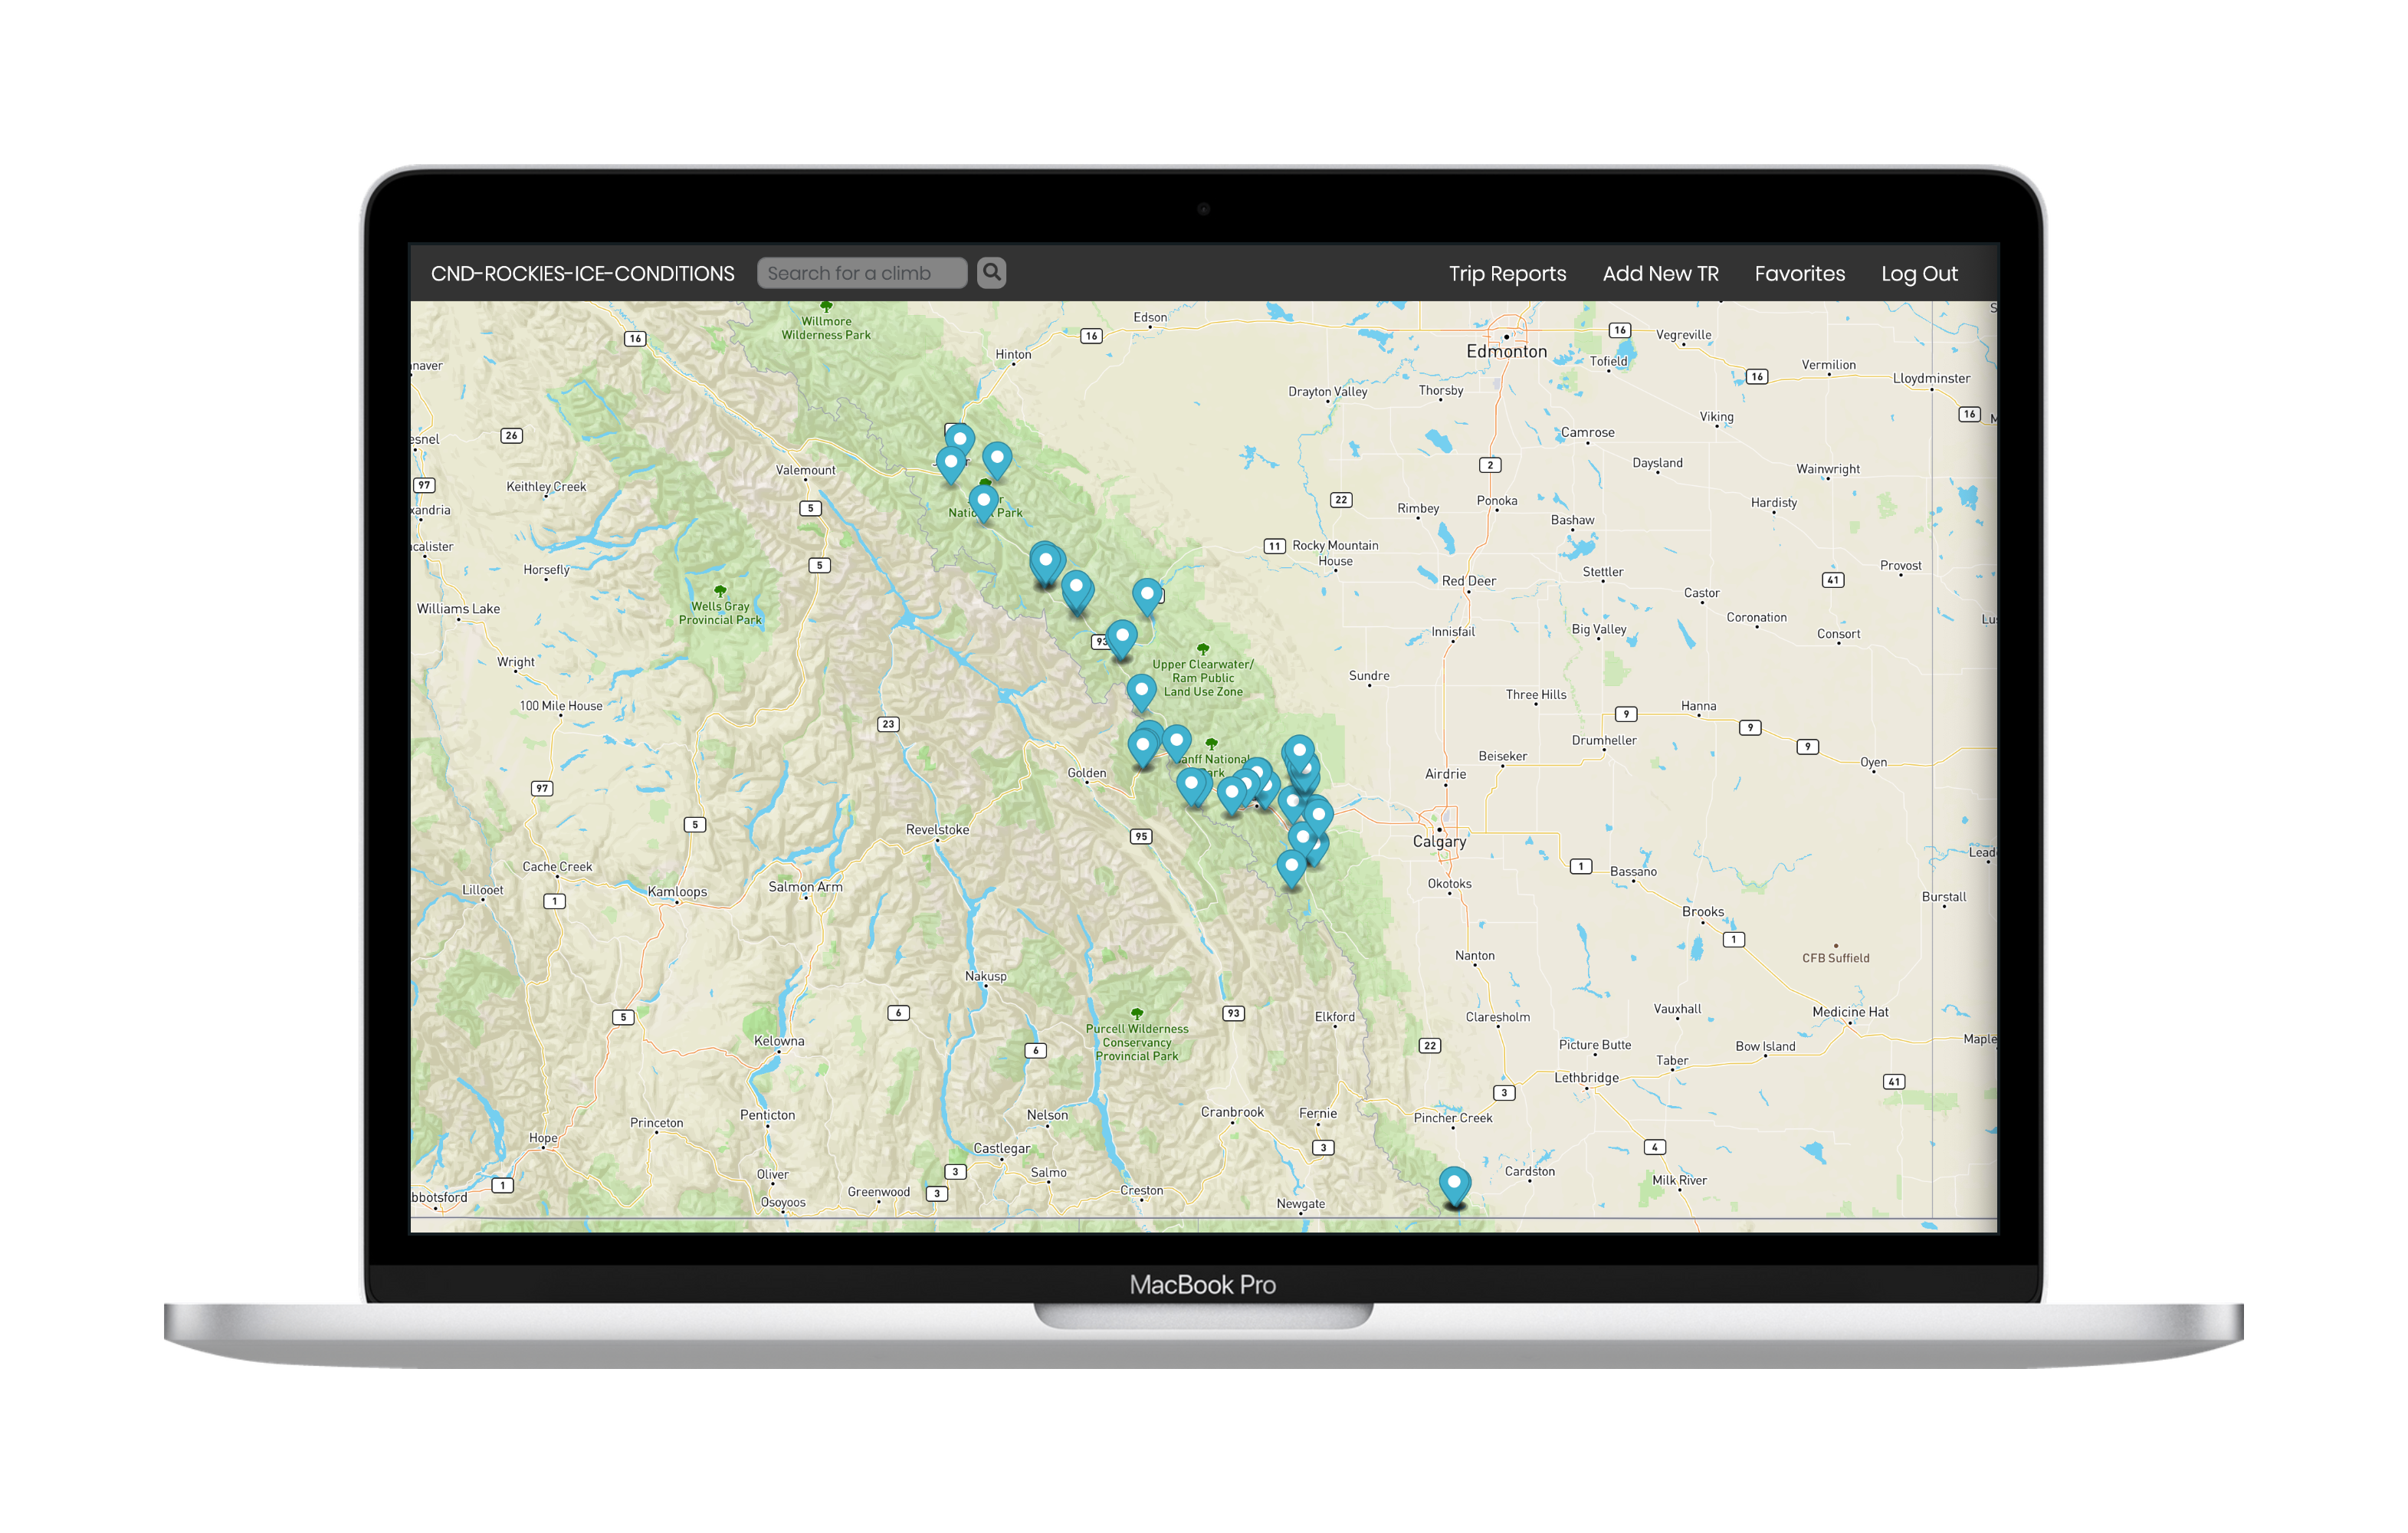 CND-ROCKIES-ICE-CONDITIONS
Search for a climb
Trip Reports
Add New TR
Favorites
Log Out
Willmore
Wilderness Park
16
Edson
16
Hinton
Edmonton
16
Vegreville
Tofield
Vermilion
16
Lloydminster
naver
Drayton Valley
Thorsby
16
Viking
26
esnel
Camrose
Valemount
2
Daysland
Wainwright
97
Keithley Creek
5
22
Rimbey
Ponoka
Hardisty
xandria
National Park
Bashaw
calister
11
Rocky Mountain
House
Horsefly
5
Red Deer
Stettler
41
Provost
Castor
Williams Lake
Wells Gray
Provincial Park
Coronation
93
Innisfail
Big Valley
Consort
Lus
Upper Clearwater/
Ram Public
Land Use Zone
Wright
Sundre
Three Hills
100 Mile House
23
9
Hanna
9
Drumheller
9
Banff National
Park
Beiseker
Oyen
Golden
Airdrie
97
5
Revelstoke
95
Calgary
Lead
Cache Creek
1
Bassano
Lillooet
Kamloops
Salmon Arm
Okotoks
1
Burstall
Brooks
1
Nanton
CFB Suffield
Nakusp
6
93
Elkford
Claresholm
Vauxhall
Medicine Hat
5
Purcell Wilderness
Conservancy
Provincial Park
Kelowna
6
22
Picture Butte
Bow Island
Maple
Taber
Lethbridge
41
3
Penticton
Nelson
Cranbrook
Fernie
Pincher Creek
Princeton
Hope
Castlegar
3
4
Oliver
3
Salmo
Cardston
1
Milk River
bbotsford
Greenwood
3
Creston
Osoyoos
Newgate
MacBook Pro